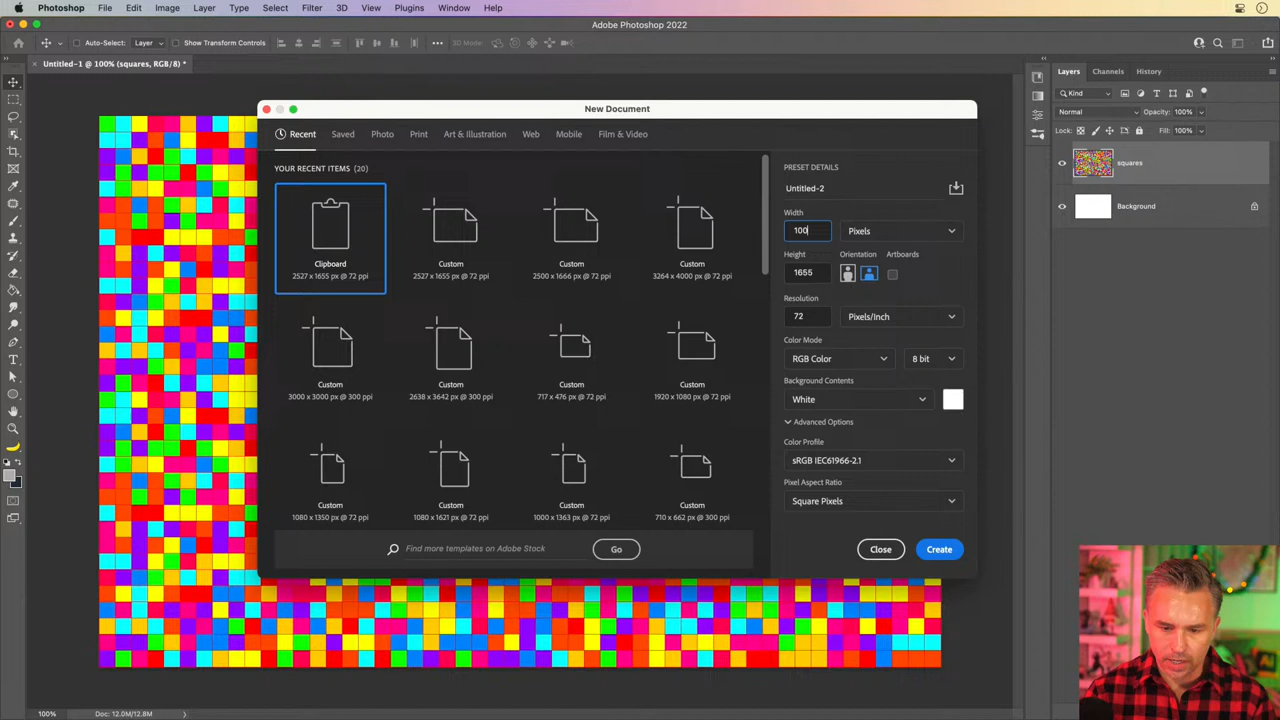 Photoshop File Edit Image Layer Type Select Filter 3D View Plugins Window Help
Adobe Photoshop 2022
Auto-Select: Layer Show Transform Controls 3D Mode:
Untitled-1 @ 100% (squares, RGB/8) *
New Document
Recent Saved Photo Print Art & Illustration Web Mobile Film & Video
YOUR RECENT ITEMS (20)
Clipboard
2527 x 1655 px @ 72 ppi
Custom
2527 x 1655 px @ 72 ppi
Custom
2500 x 1666 px @ 72 ppi
Custom
3264 x 4000 px @ 72 ppi
Custom
3000 x 3000 px @ 300 ppi
Custom
2638 x 3642 px @ 300 ppi
Custom
717 x 476 px @ 72 ppi
Custom
1920 x 1080 px @ 72 ppi
Custom
1080 x 1350 px @ 72 ppi
Custom
1080 x 1621 px @ 72 ppi
Custom
1000 x 1363 px @ 72 ppi
Custom
710 x 662 px @ 300 ppi
Find more templates on Adobe Stock Go
PRESET DETAILS
Untitled-2
Width
100 Pixels
Height Orientation Artboards
1655
Resolution
72 Pixels/Inch
Color Mode
RGB Color 8 bit
Background Contents
White
Advanced Options
Color Profile
sRGB IEC61966-2.1
Pixel Aspect Ratio
Square Pixels
Close Create
Layers Channels History
Kind
Normal Opacity: 100%
Lock: Fill: 100%
squares
Background
100% Doc: 12.0M/12.8M